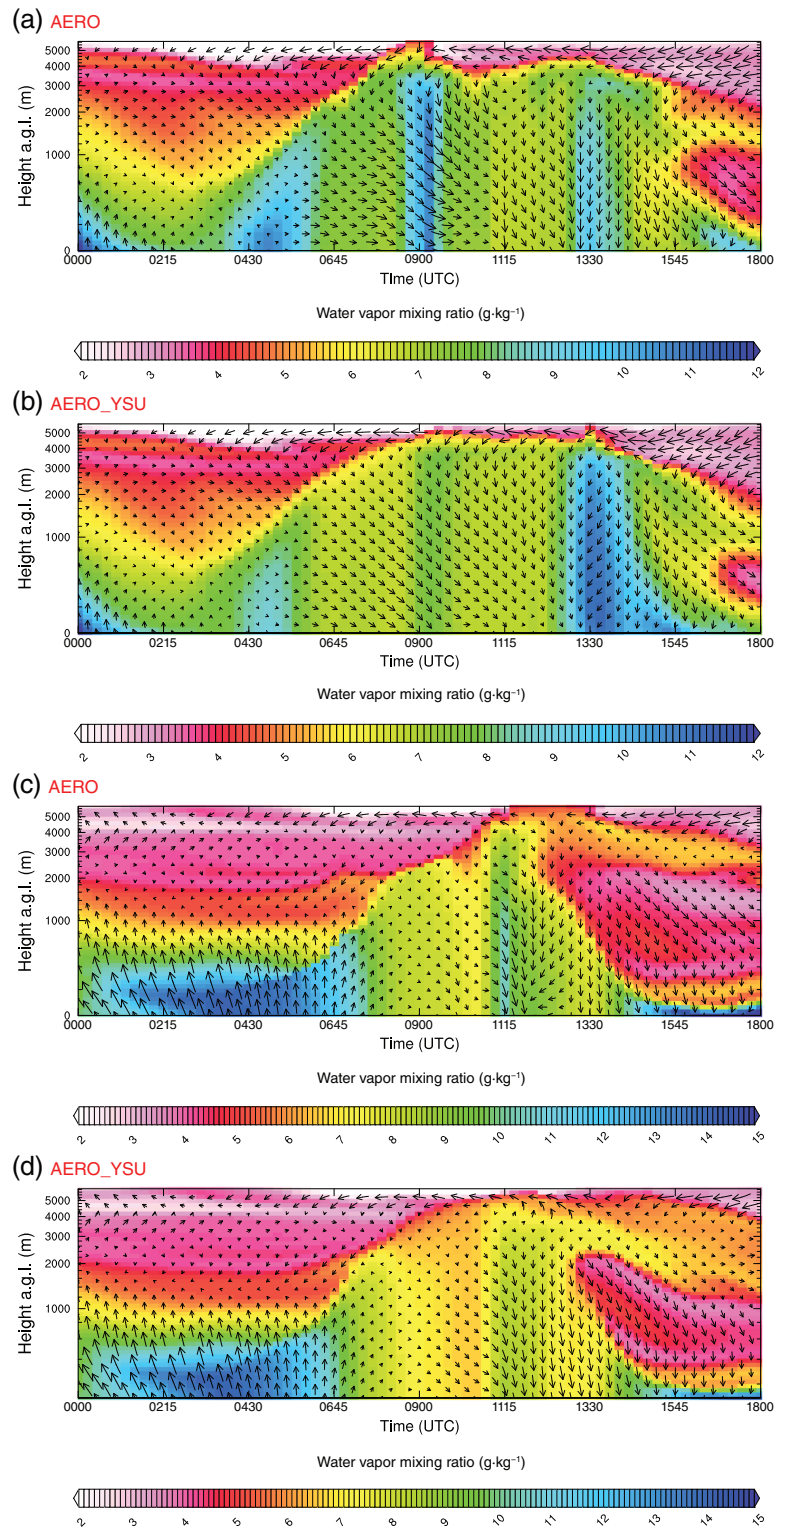 (a) AERO
5000
4000
3000
2000
1000
0
Height a.g.l. (m)
0000 0215 0430 0645 0900 1115 1330 1545 1800
TIme (UTC)
Water vapor mixing ratio (g·kg⁻¹)
2 3 4 5 6 7 8 9 10 11 12
(b) AERO_YSU
5000
4000
3000
2000
1000
0
Height a.g.l. (m)
0000 0215 0430 0645 0900 1115 1330 1545 1800
Time (UTC)
Water vapor mixing ratio (g·kg⁻¹)
2 3 4 5 6 7 8 9 10 11 12
(c) AERO
5000
4000
3000
2000
1000
0
Height a.g.l. (m)
0000 0215 0430 0645 0900 1115 1330 1545 1800
Time (UTC)
Water vapor mixing ratio (g·kg⁻¹)
2 3 4 5 6 7 8 9 10 11 12 13 14 15
(d) AERO_YSU
5000
4000
3000
2000
1000
Height a.g.l. (m)
0000 0215 0430 0645 0900 1115 1330 1545 1800
Time (UTC)
Water vapor mixing ratio (g·kg⁻¹)
2 3 4 5 6 7 8 9 10 11 12 13 14 15